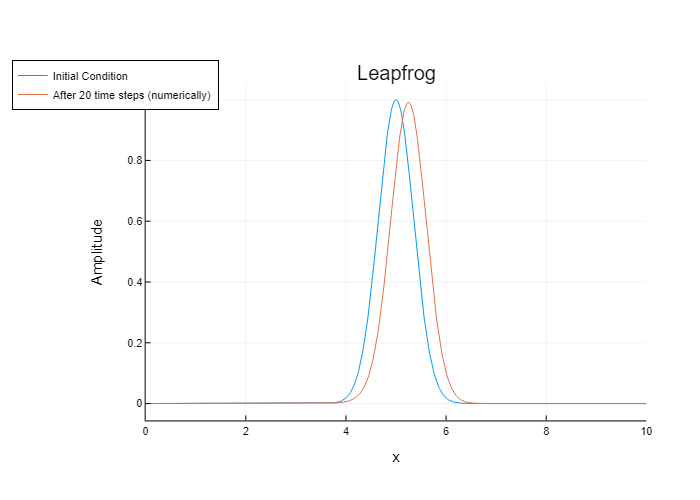 Leapfrog
Initial Condition
After 20 time steps (numerically)
0.8
0.6
0.4
0.2
0
Amplitude
0 2 4 6 8 10
x